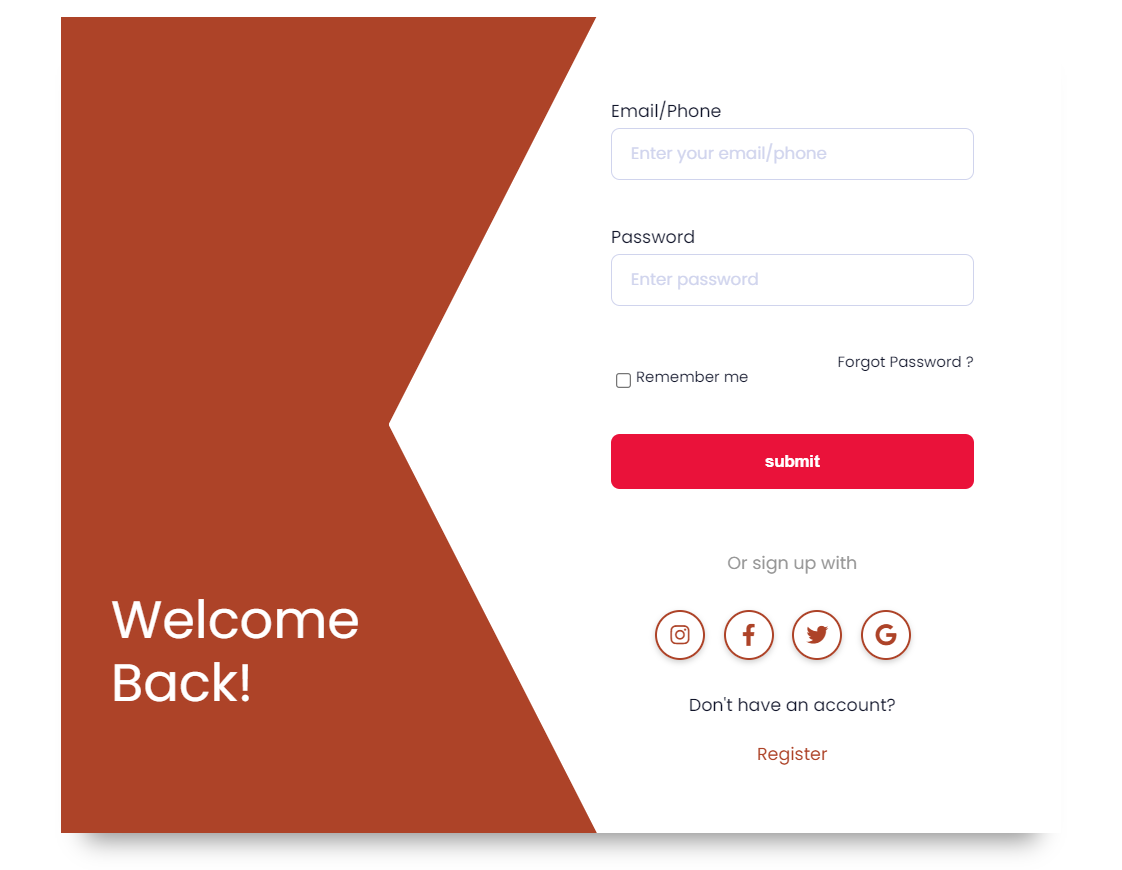 Email/Phone
Enter your email/phone
Password
Enter password
Remember me
Forgot Password ?
submit
Or sign up with
Don't have an account?
Register
Welcome
Back!